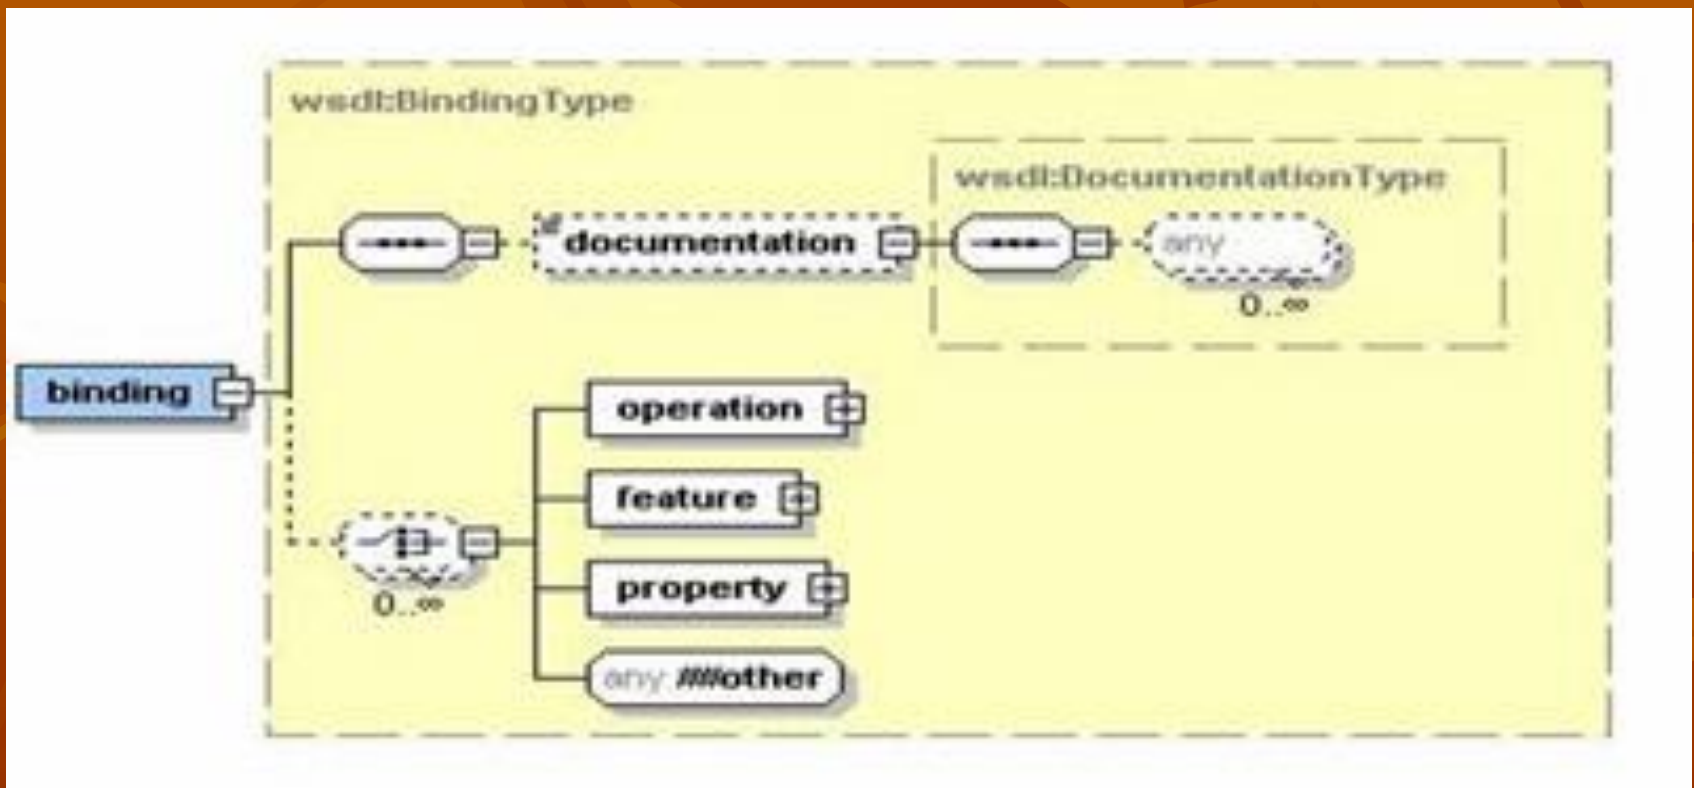 wsdl:BindingType
wsdl:DocumentationType
documentation
any
0..∞
binding
operation
feature
property
0..∞
any ##other